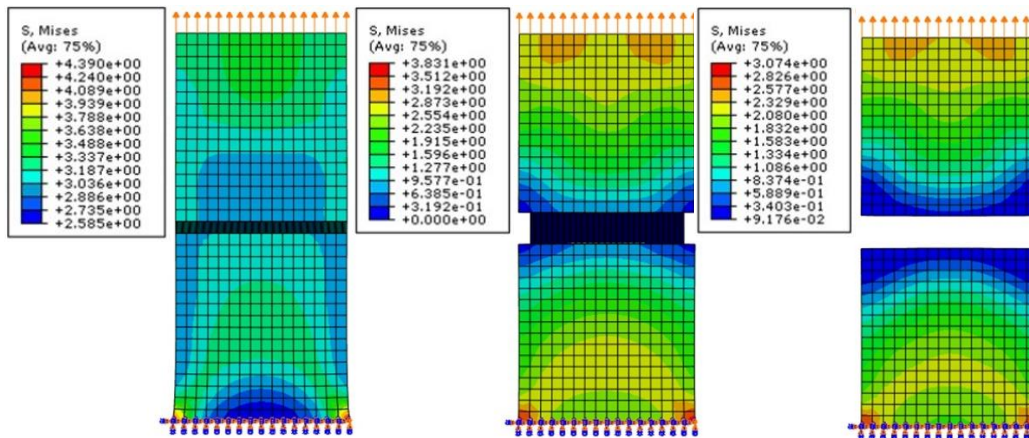 S, Mises
(Avg: 75%)
+4.390e+00
+4.240e+00
+4.089e+00
+3.939e+00
+3.788e+00
+3.638e+00
+3.488e+00
+3.337e+00
+3.187e+00
+3.036e+00
+2.886e+00
+2.735e+00
+2.585e+00
S, Mises
(Avg: 75%)
+3.831e+00
+3.512e+00
+3.192e+00
+2.873e+00
+2.554e+00
+2.235e+00
+1.915e+00
+1.596e+00
+1.277e+00
+9.577e-01
+6.385e-01
+3.192e-01
+0.000e+00
S, Mises
(Avg: 75%)
+3.074e+00
+2.826e+00
+2.577e+00
+2.329e+00
+2.080e+00
+1.832e+00
+1.583e+00
+1.334e+00
+1.086e+00
+8.374e-01
+5.889e-01
+3.403e-01
+9.176e-02